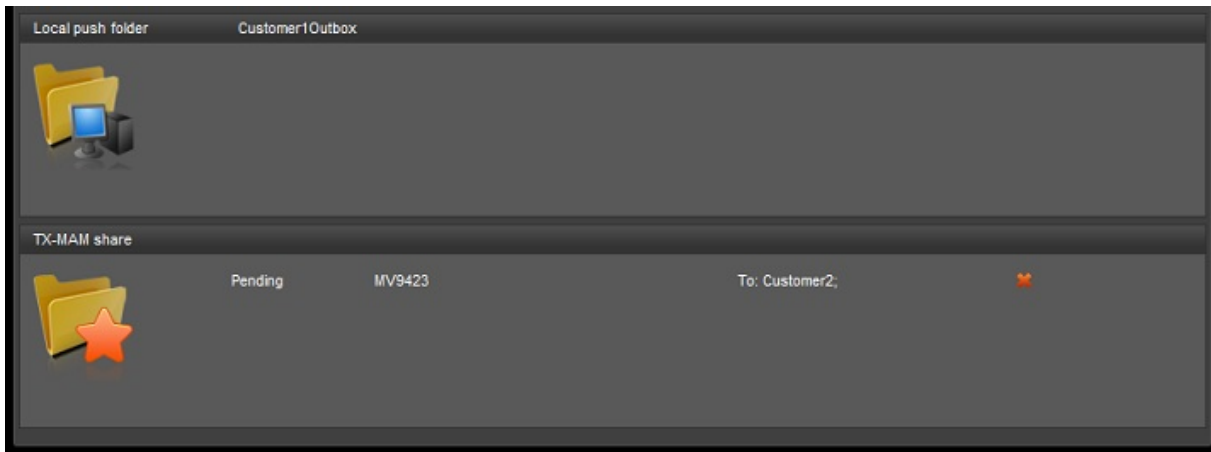 Local push folder Customer1Outbox
TX-MAM share
Pending MV9423 To: Customer2;